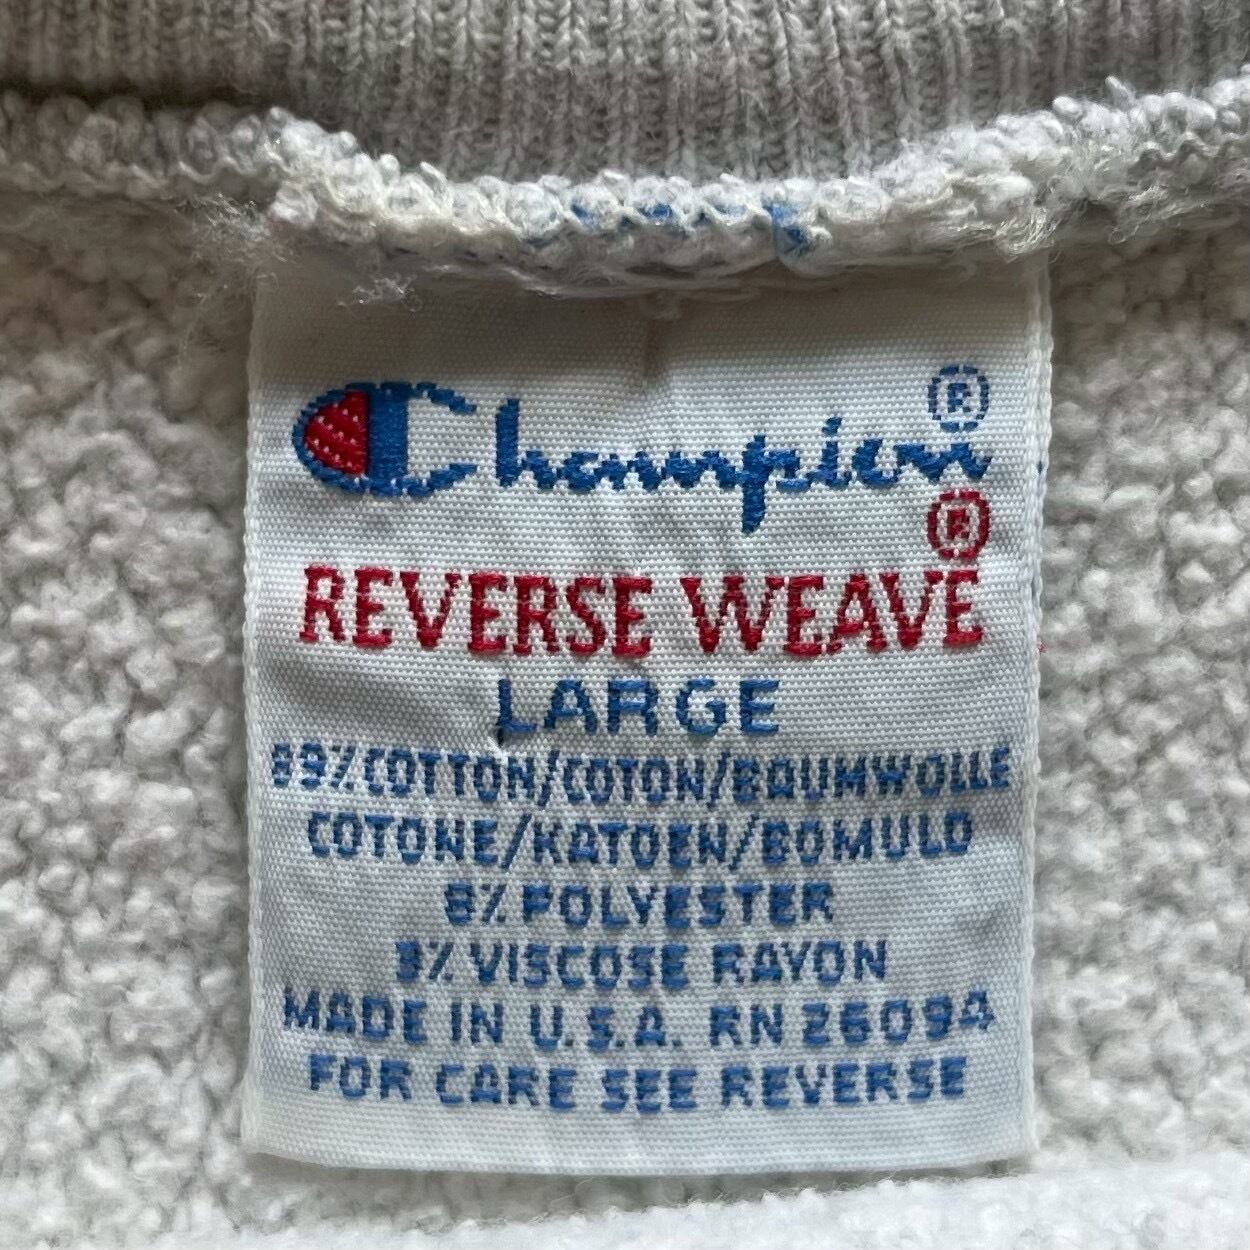 Champion®
®
REVERSE WEAVE
LARGE
89% COTTON/COTON/BAUMWOLLE
COTONE/KATOEN/BOMULD
8% POLYESTER
3% VISCOSE RAYON
MADE IN U.S.A. RN 26094
FOR CARE SEE REVERSE